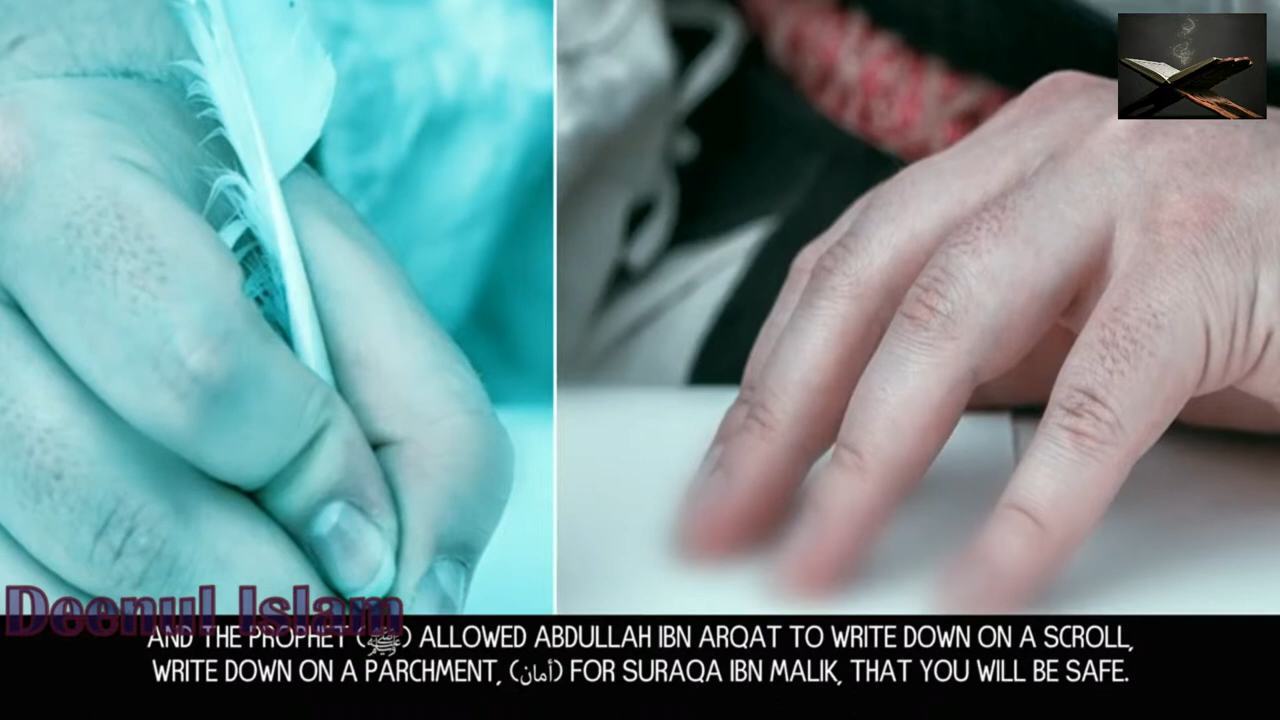 Deenul Islam
AND THE PROPHET (ﷺ) ALLOWED ABDULLAH IBN ARQAT TO WRITE DOWN ON A SCROLL,
WRITE DOWN ON A PARCHMENT, (أمان) FOR SURAQA IBN MALIK, THAT YOU WILL BE SAFE.